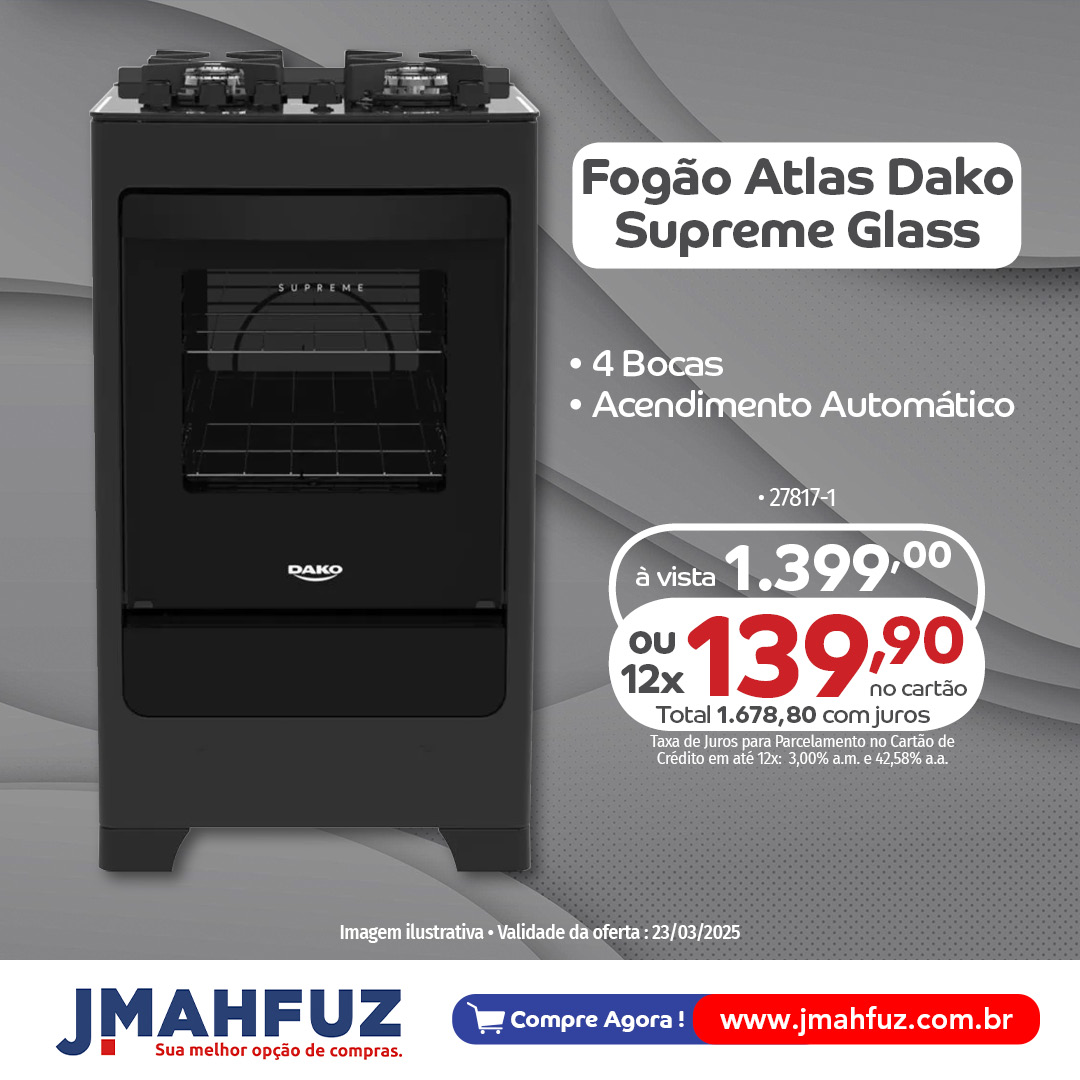 SUPREME
DAKO
Fogão Atlas Dako
Supreme Glass
• 4 Bocas
• Acendimento Automático
• 27817-1
à vista 1.399,00
ou
12x 139,90
no cartão
Total 1.678,80 com juros
Taxa de Juros para Parcelamento no Cartão de
Crédito em até 12x: 3,00% a.m. e 42,58% a.a.
Imagem ilustrativa • Validade da oferta : 23/03/2025
JMAHFUZ
Sua melhor opção de compras.
Compre Agora !
www.jmahfuz.com.br